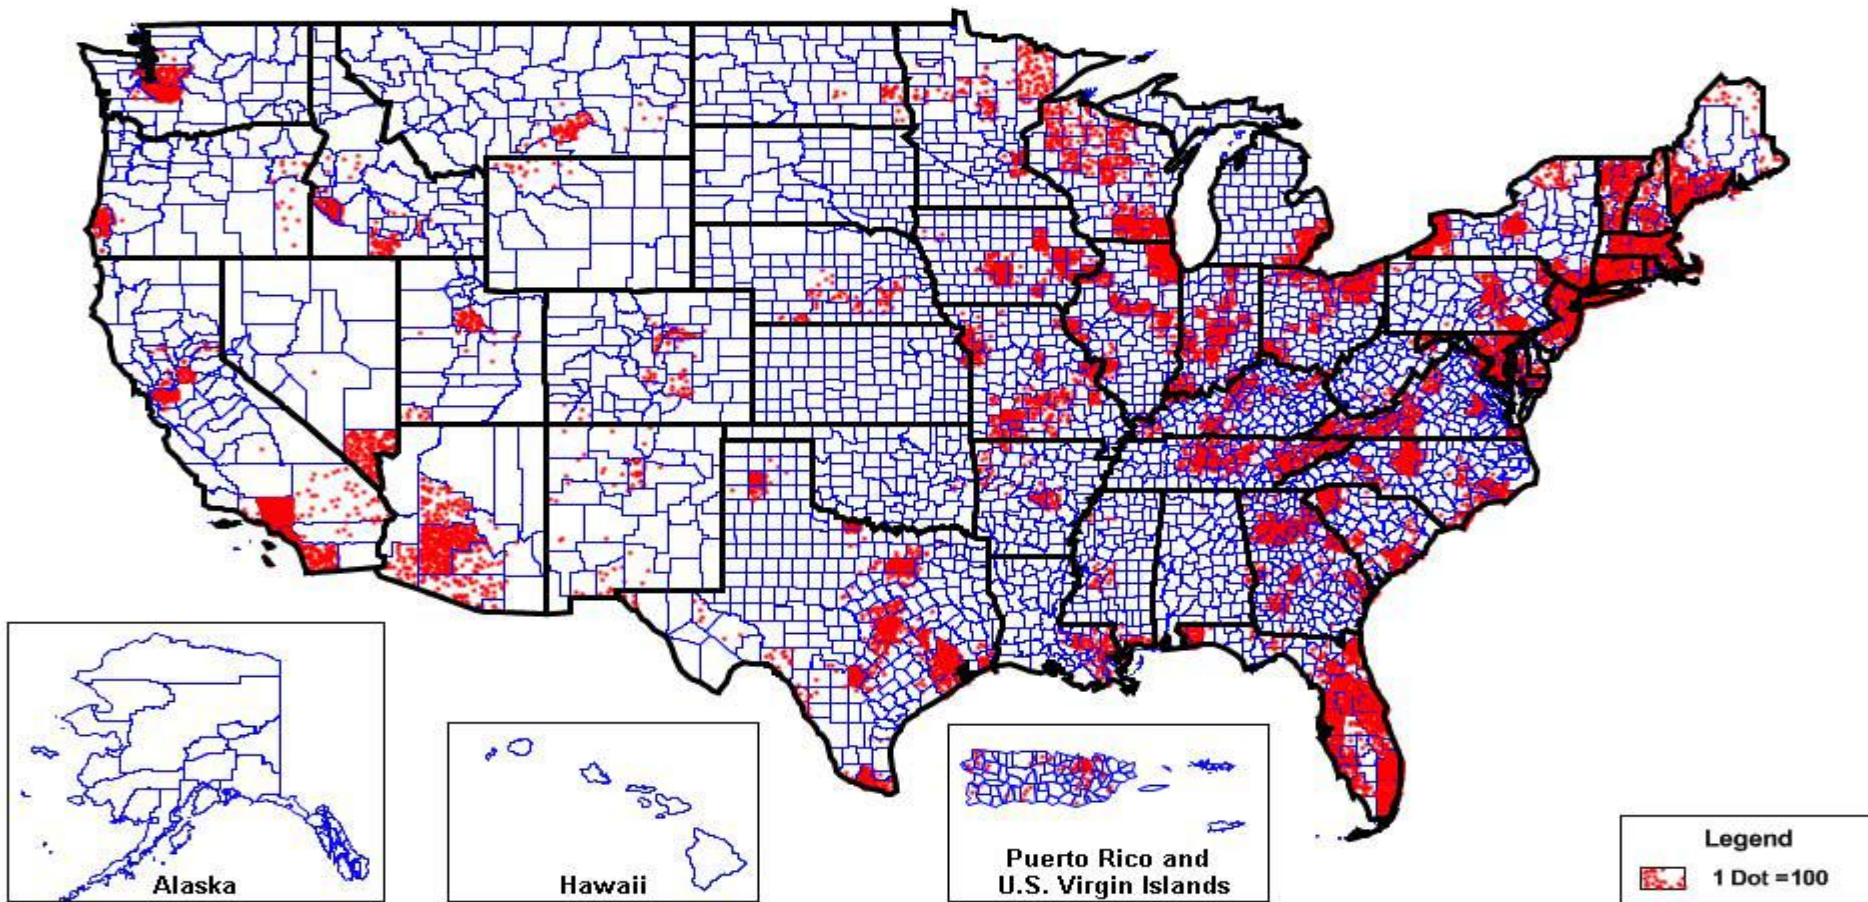 Alaska
Hawaii
Puerto Rico and
U.S. Virgin Islands
Legend
1 Dot =100